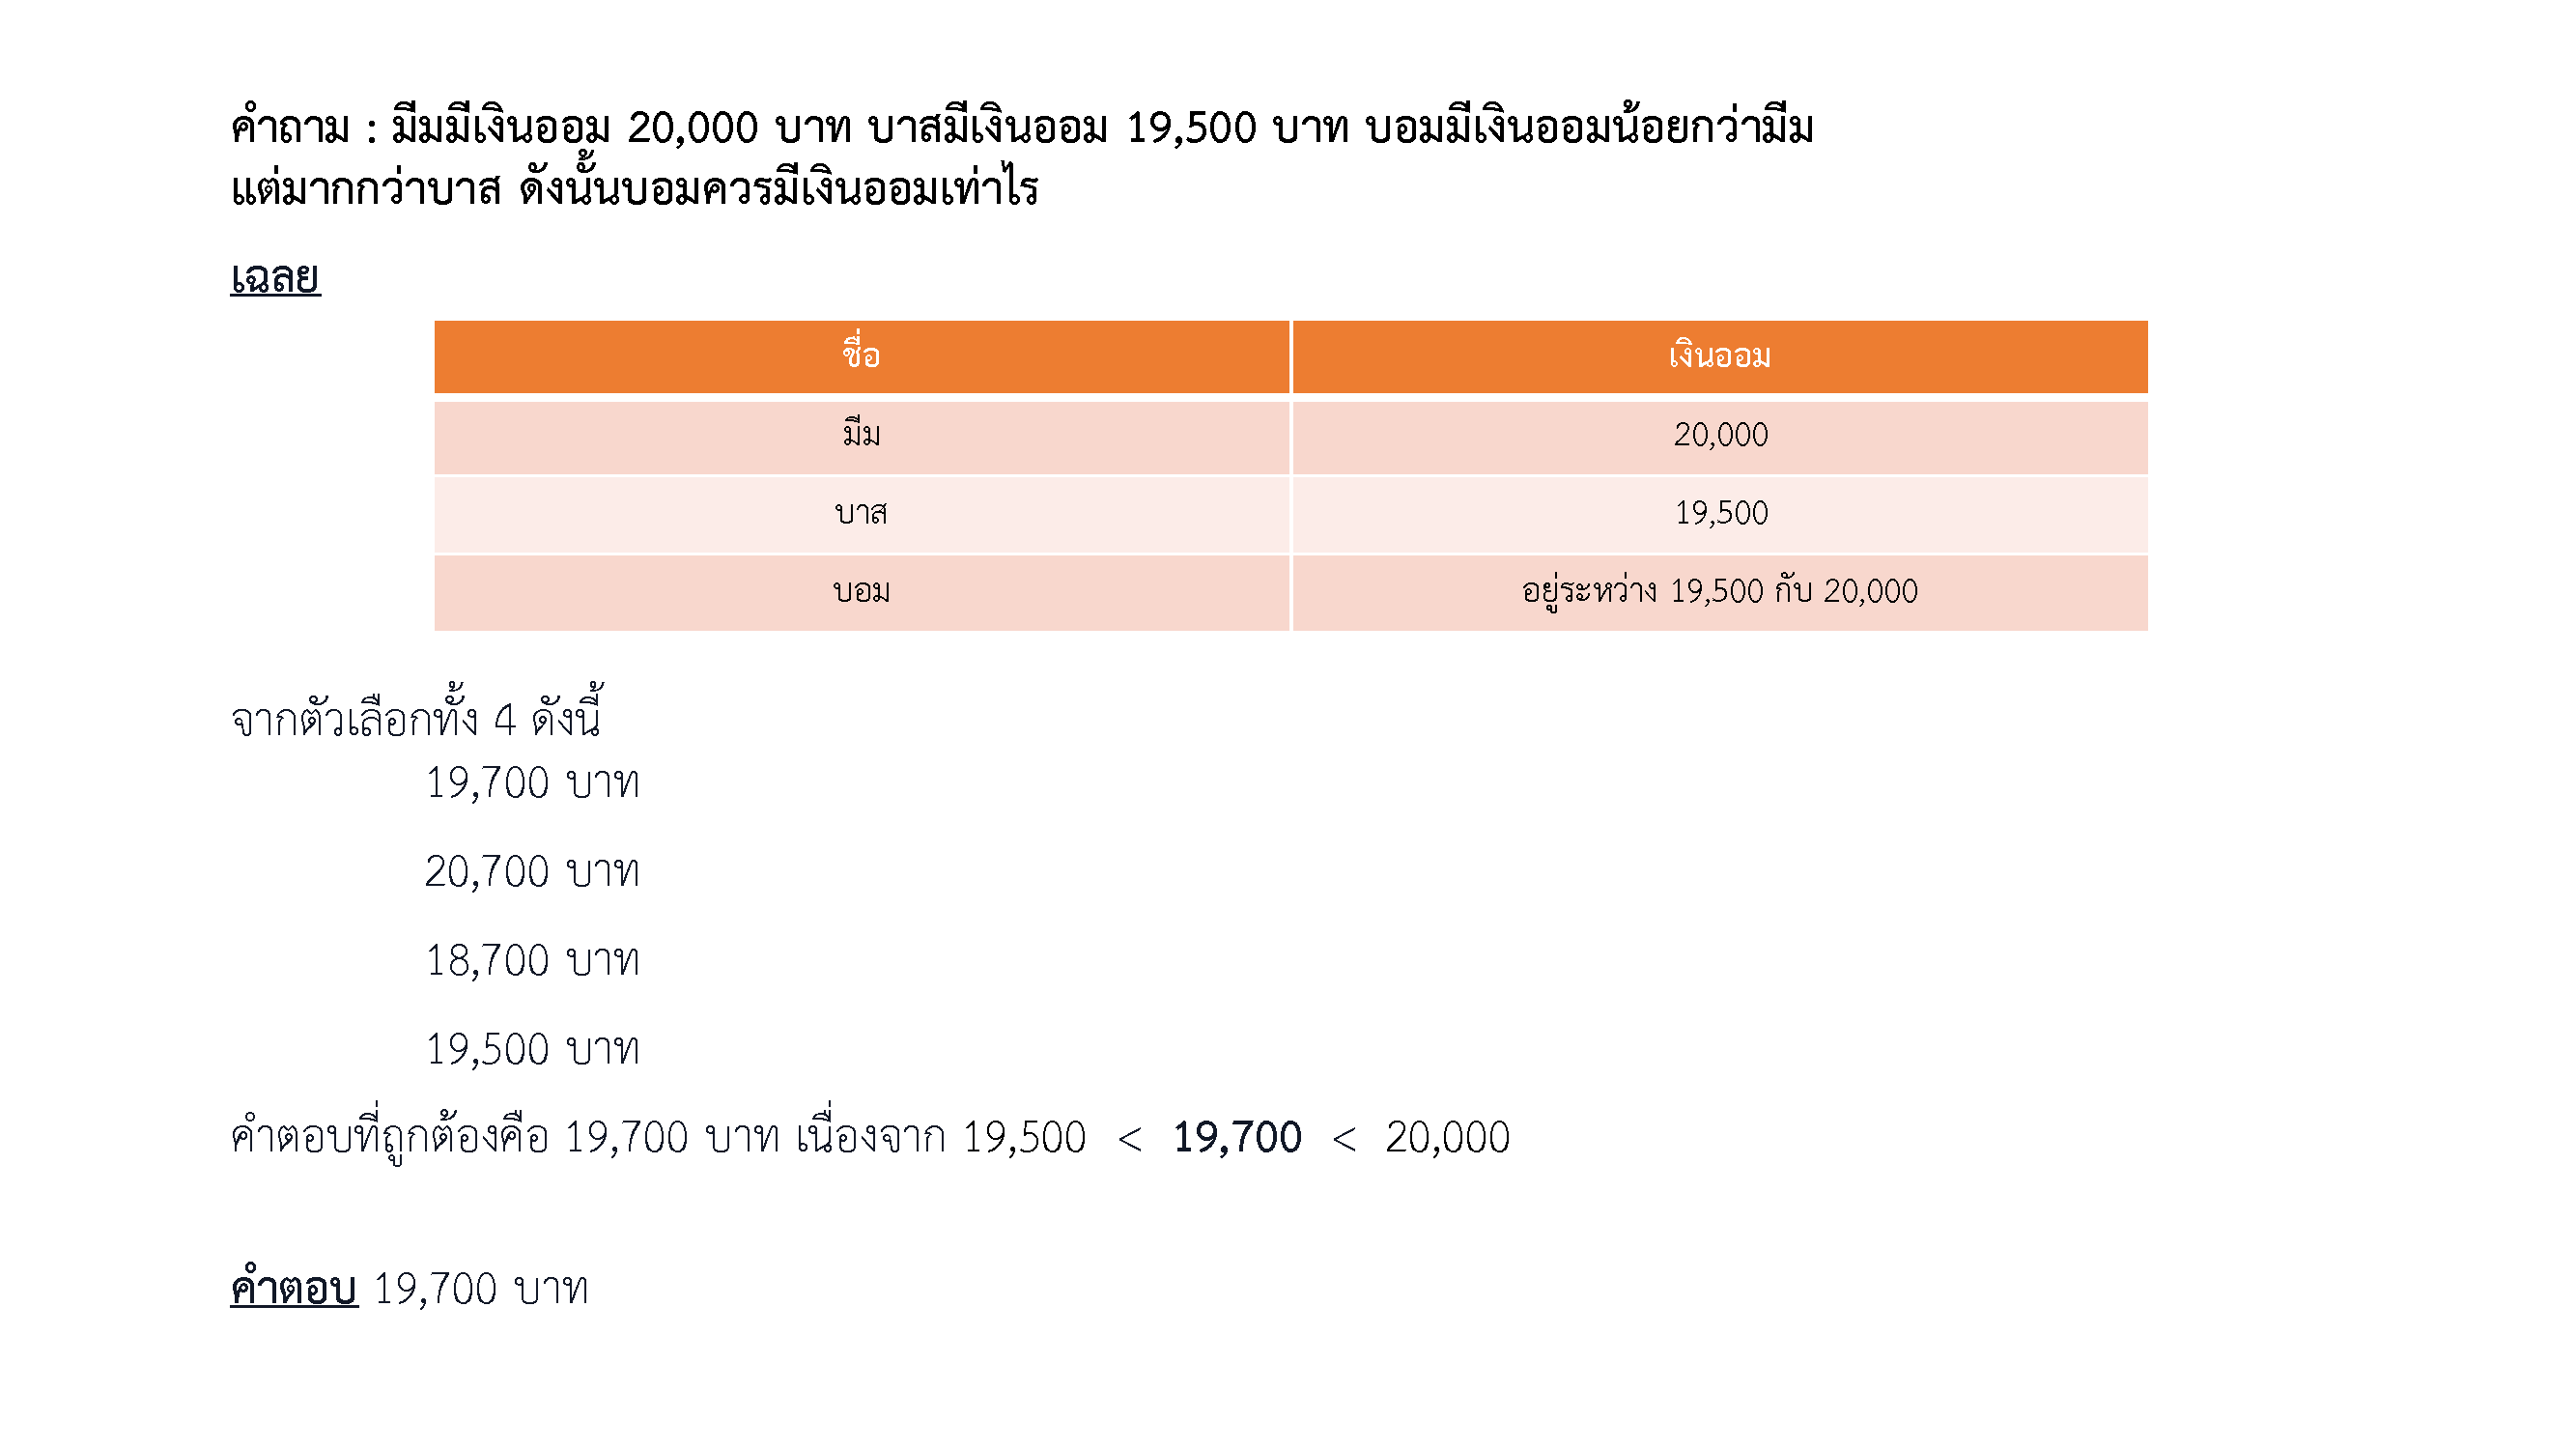 คำถาม : มีมมีเงินออม 20,000 บาท บาสมีเงินออม 19,500 บาท บอมมีเงินออมน้อยกว่ามีม
แต่มากกว่าบาส ดังนั้นบอมควรมีเงินออมเท่าไร
เฉลย
ชื่อ เงินออม
มีม 20,000
บาส 19,500
บอม อยู่ระหว่าง 19,500 กับ 20,000
จากตัวเลือกทั้ง 4 ดังนี้
19,700 บาท
20,700 บาท
18,700 บาท
19,500 บาท
คำตอบที่ถูกต้องคือ 19,700 บาท เนื่องจาก 19,500 < 19,700 < 20,000
คำตอบ 19,700 บาท